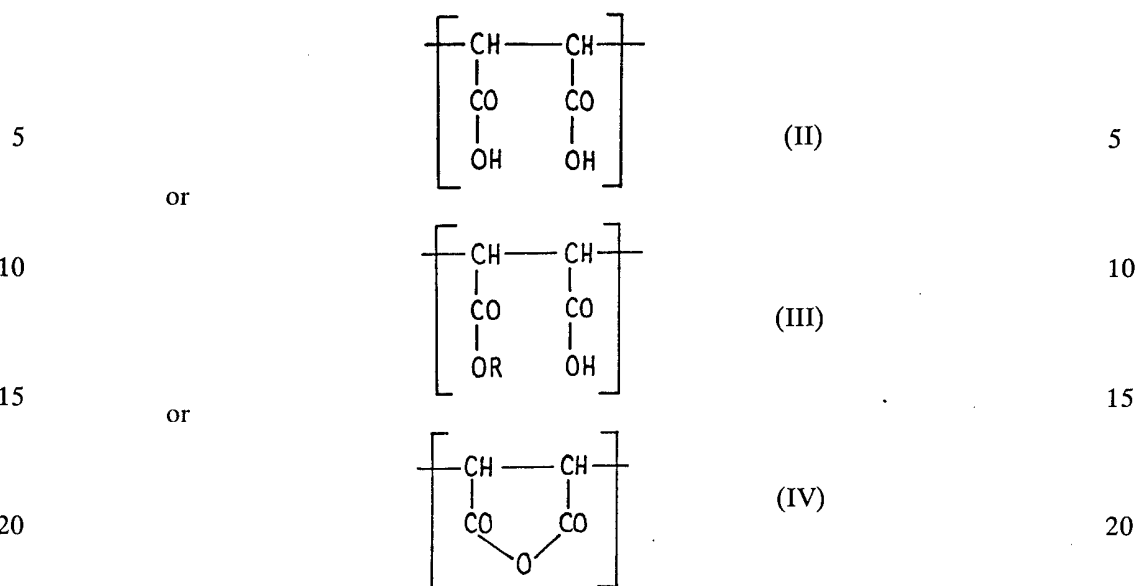 CH CH
CO CO
5 (II) 5
OH OH
or
CH CH
10 10
CO CO
(III)
OR OH
15 15
or
CH CH
(IV)
CO CO
20 20
O